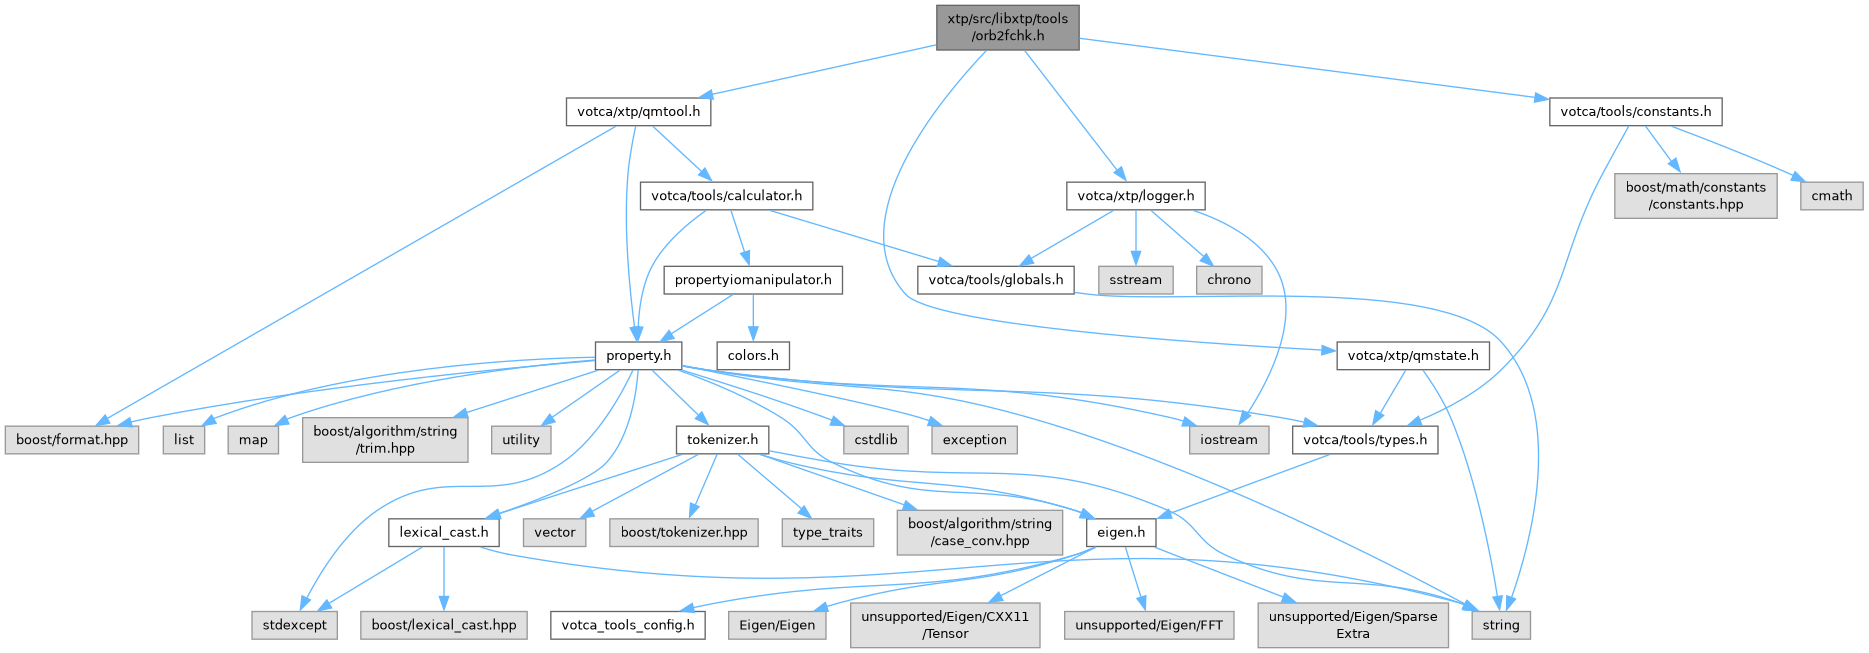 xtp/src/libxtp/tools
/orb2fchk.h
votca/xtp/qmtool.h
votca/tools/constants.h
votca/tools/calculator.h
votca/xtp/logger.h
boost/math/constants
/constants.hpp
cmath
propertyiomanipulator.h
votca/tools/globals.h
sstream
chrono
property.h
colors.h
votca/xtp/qmstate.h
boost/format.hpp
list
map
boost/algorithm/string
/trim.hpp
utility
tokenizer.h
cstdlib
exception
iostream
votca/tools/types.h
lexical_cast.h
vector
boost/tokenizer.hpp
type_traits
boost/algorithm/string
/case_conv.hpp
eigen.h
stdexcept
boost/lexical_cast.hpp
votca_tools_config.h
Eigen/Eigen
unsupported/Eigen/CXX11
/Tensor
unsupported/Eigen/FFT
unsupported/Eigen/Sparse
Extra
string